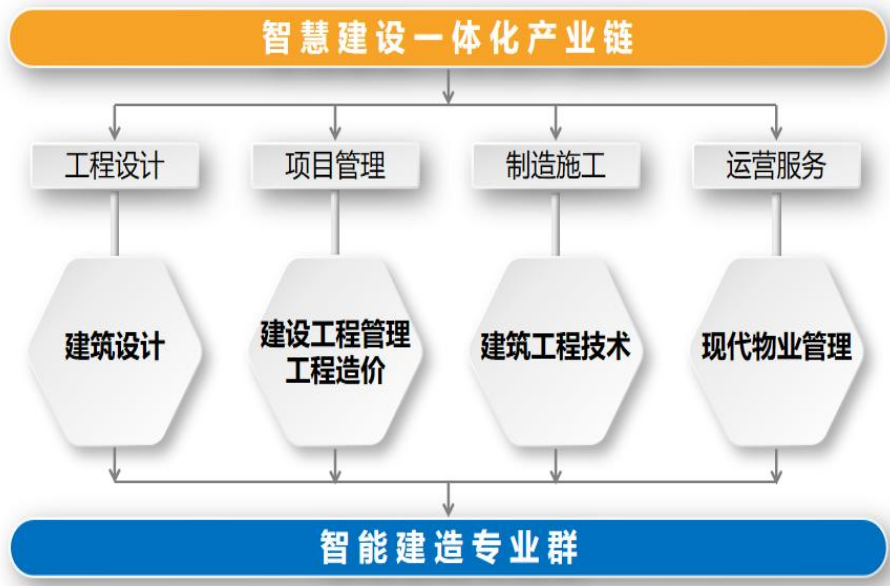 智慧建设一体化产业链
工程设计
项目管理
制造施工
运营服务
建筑设计
建设工程管理
工程造价
建筑工程技术
现代物业管理
智能建造专业群